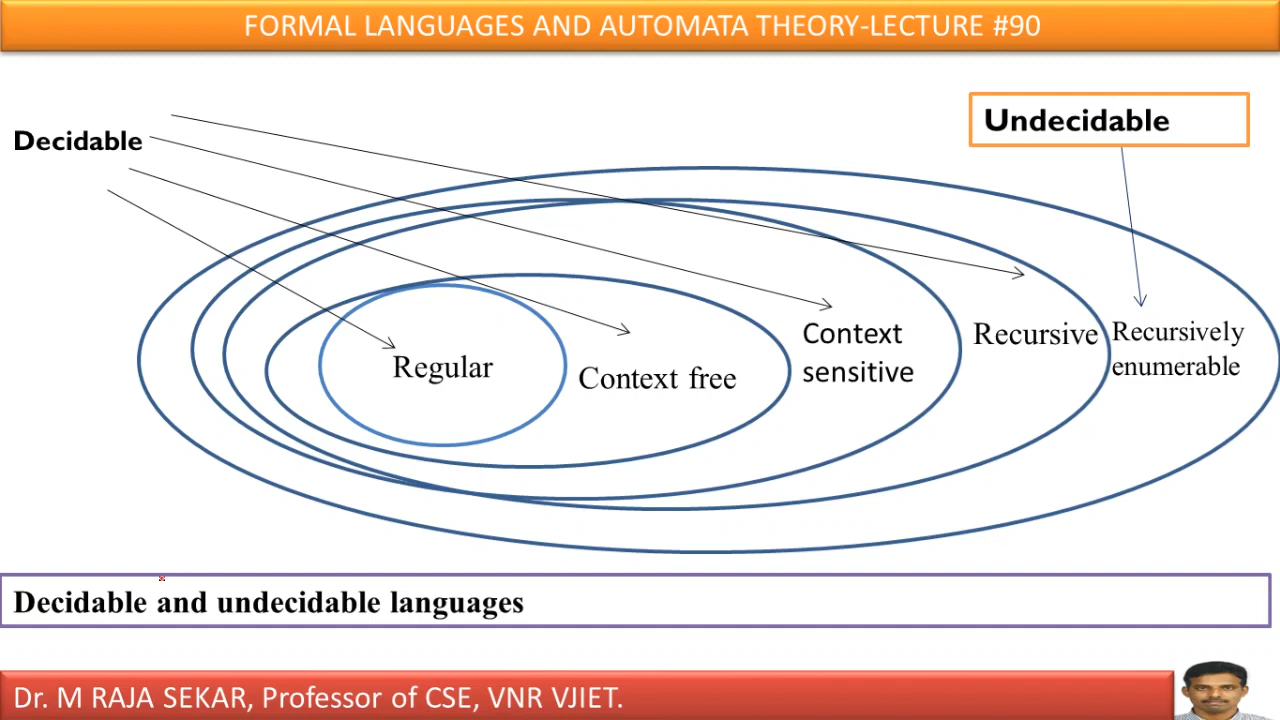 FORMAL LANGUAGES AND AUTOMATA THEORY-LECTURE #90
Decidable
Undecidable
Regular
Context free
Context
sensitive
Recursive
Recursively
enumerable
Decidable and undecidable languages
Dr. M RAJA SEKAR, Professor of CSE, VNR VJIET.